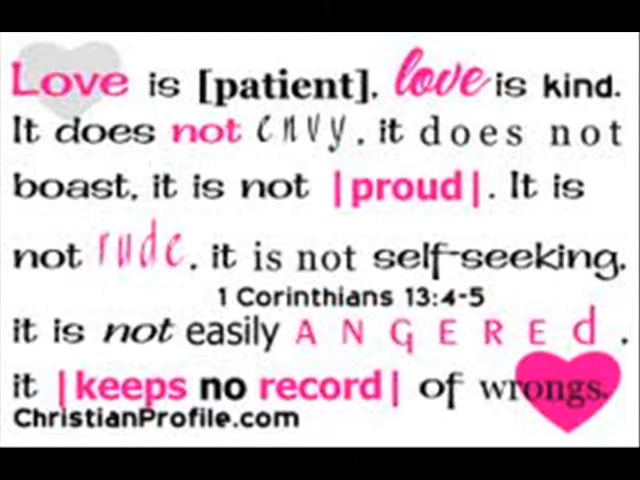 Love is [patient], love is kind.
It does not envy. it does not
boast, it is not |proud|. It is
not rude. it is not self-seeking.
1 Corinthians 13:4-5
it is not easily ANGEREd.
it |keeps no record| of wrongs.
ChristianProfile.com